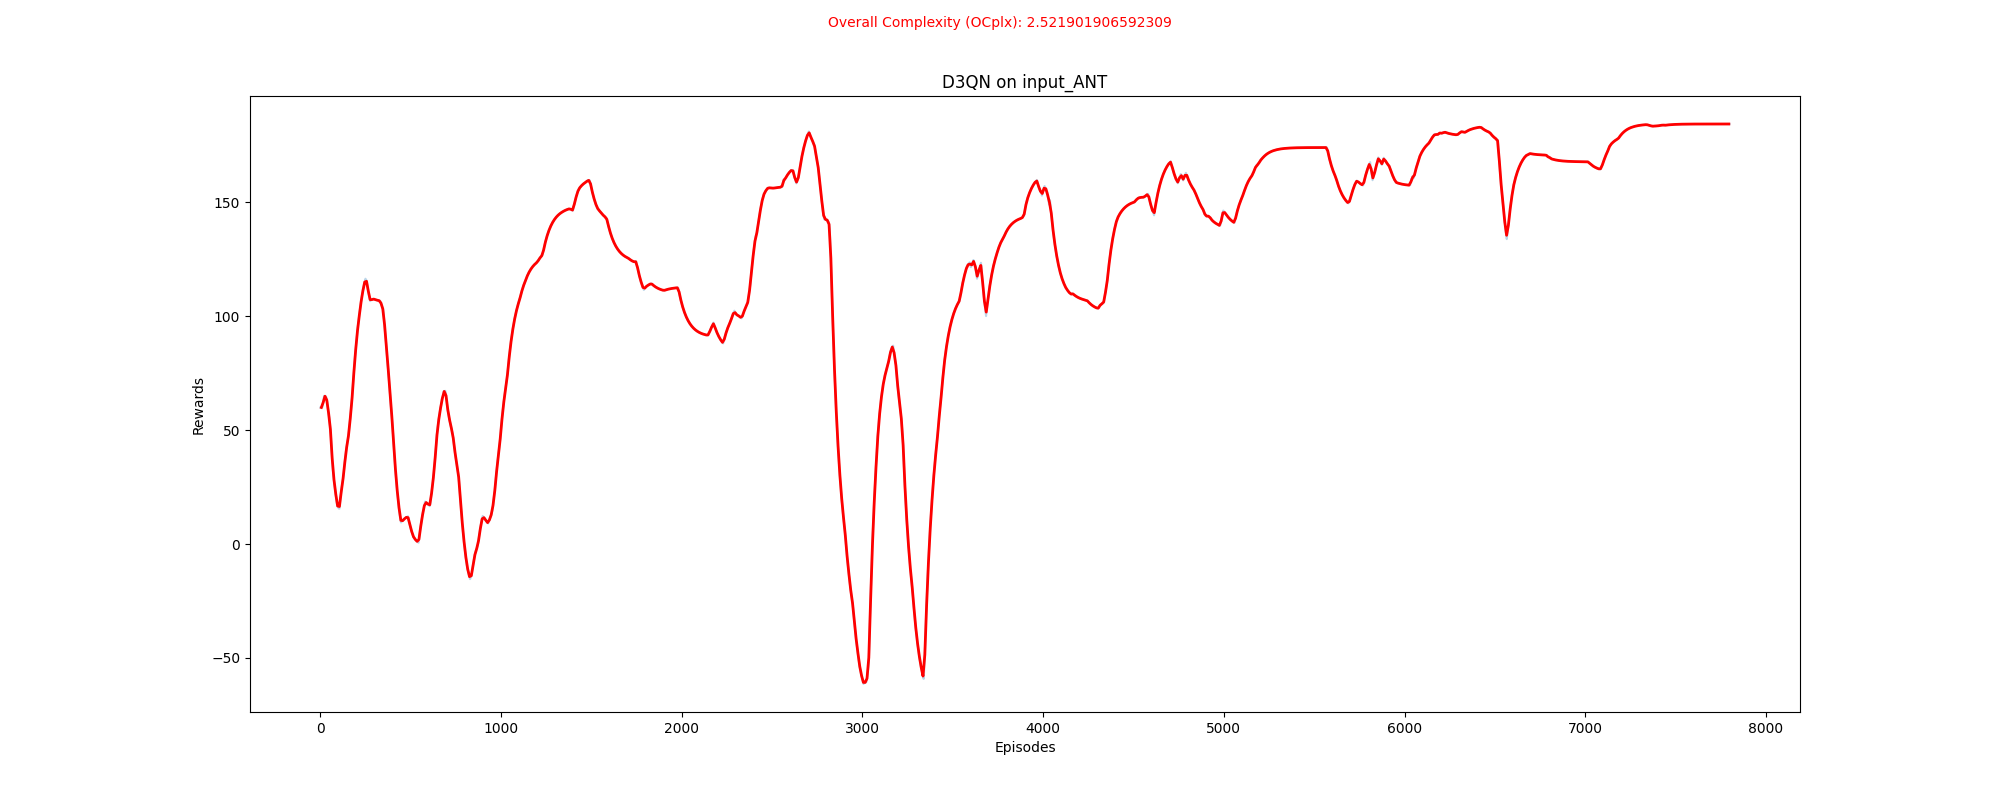 Overall Complexity (OCplx): 2.521901906592309
D3QN on input_ANT
Rewards
150
100
50
0
−50
0 1000 2000 3000 4000 5000 6000 7000 8000
Episodes